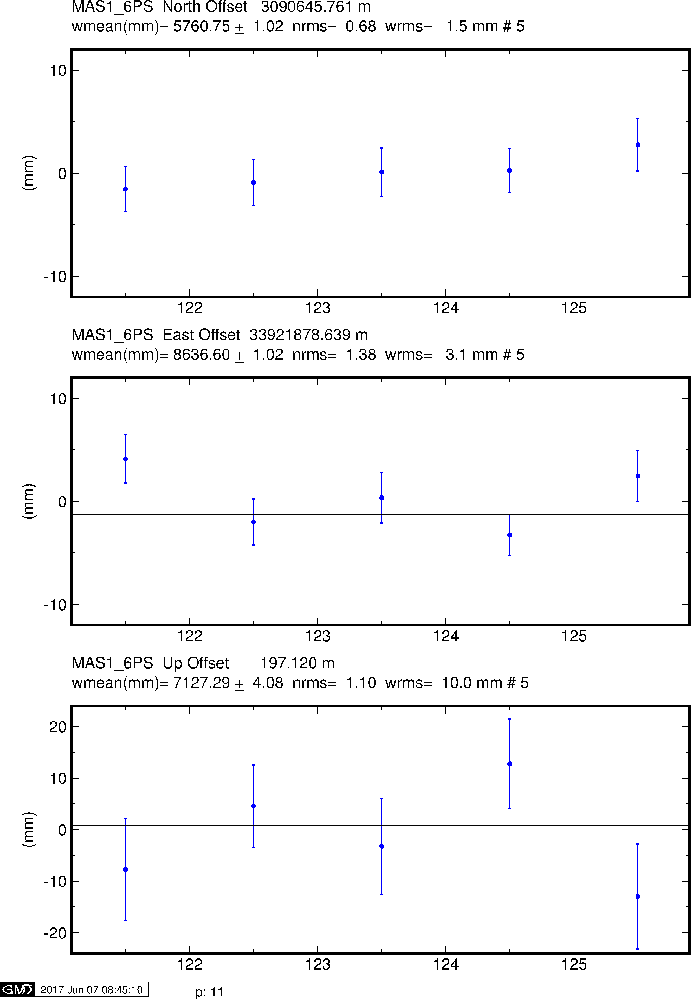 MAS1_6PS North Offset 3090645.761 m
wmean(mm)= 5760.75 ± 1.02 nrms= 0.68 wrms= 1.5 mm # 5
10
0
-10
(mm)
122 123 124 125
MAS1_6PS East Offset 33921878.639 m
wmean(mm)= 8636.60 ± 1.02 nrms= 1.38 wrms= 3.1 mm # 5
10
0
-10
(mm)
122 123 124 125
MAS1_6PS Up Offset 197.120 m
wmean(mm)= 7127.29 ± 4.08 nrms= 1.10 wrms= 10.0 mm # 5
20
10
0
-10
-20
(mm)
122 123 124 125
GMT 2017 Jun 07 08:45:10 p: 11